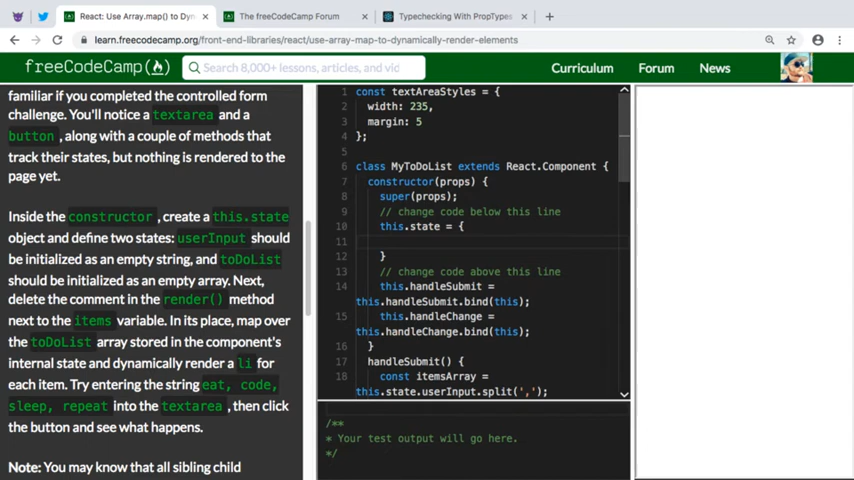 React: Use Array.map() to Dyn
The freeCodeCamp Forum
Typechecking With PropTypes
learn.freecodecamp.org/front-end-libraries/react/use-array-map-to-dynamically-render-elements
freeCodeCamp
Search 8,000+ lessons, articles, and vid
Curriculum
Forum
News
familiar if you completed the controlled form
challenge. You'll notice a textarea and a
button , along with a couple of methods that
track their states, but nothing is rendered to the
page yet.
Inside the constructor , create a this.state
object and define two states: userInput should
be initialized as an empty string, and toDoList
should be initialized as an empty array. Next,
delete the comment in the render() method
next to the items variable. In its place, map over
the toDoList array stored in the component's
internal state and dynamically render a li for
each item. Try entering the string eat, code,
sleep, repeat into the textarea , then click
the button and see what happens.
Note: You may know that all sibling child
1 const textAreaStyles = {
2 width: 235,
3 margin: 5
4 };
5
6 class MyToDoList extends React.Component {
7 constructor(props) {
8 super(props);
9 // change code below this line
10 this.state = {
11
12 }
13 // change code above this line
14 this.handleSubmit =
this.handleSubmit.bind(this);
15 this.handleChange =
this.handleChange.bind(this);
16 }
17 handleSubmit() {
18 const itemsArray =
this.state.userInput.split(',');
/**
* Your test output will go here.
*/